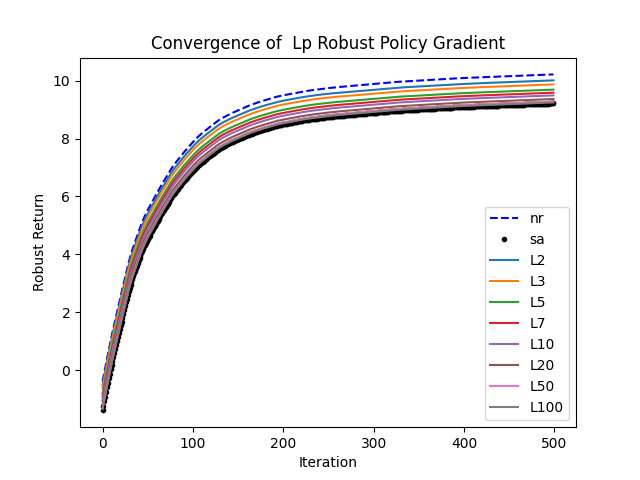 Convergence of  Lp Robust Policy Gradient
Robust Return
10
8
6
4
2
0
nr
sa
L2
L3
L5
L7
L10
L20
L50
L100
0 100 200 300 400 500
Iteration